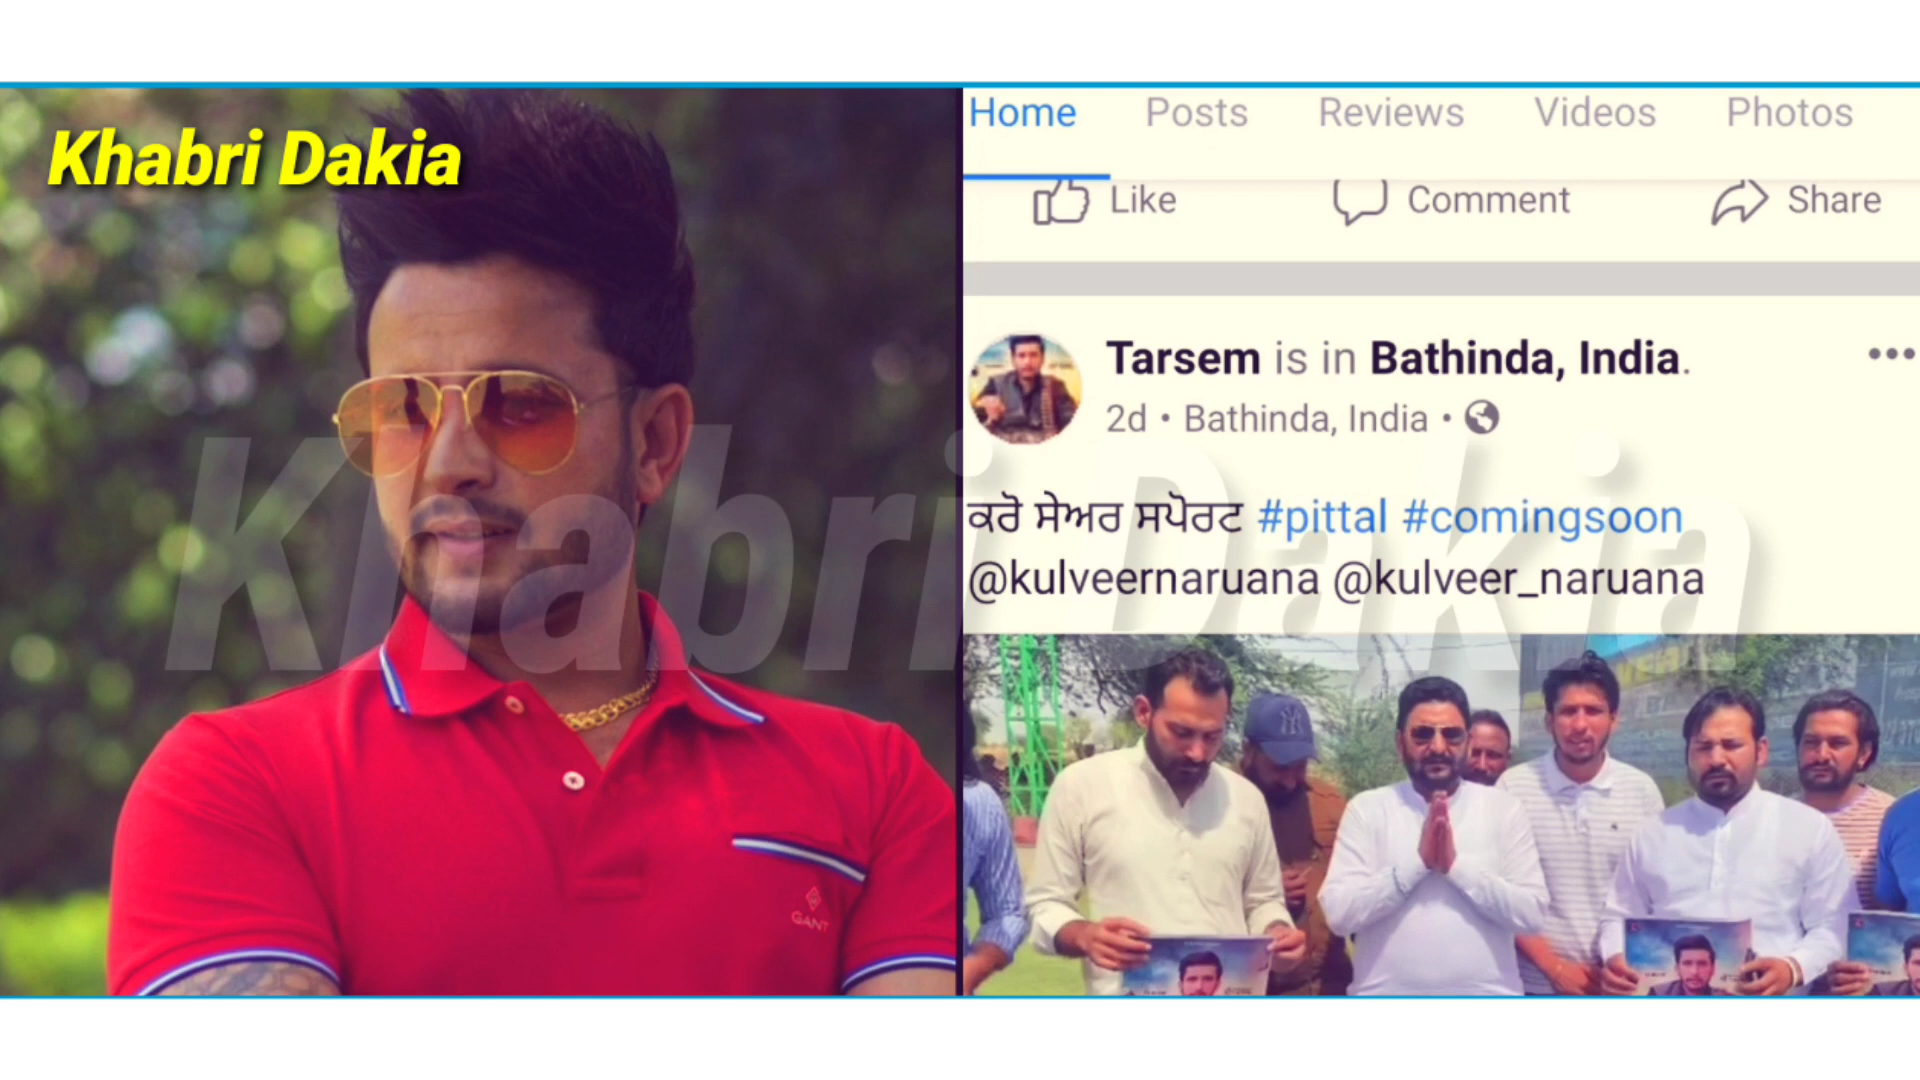 Khabri Dakia
GANT
Home Posts Reviews Videos Photos
Like Comment Share
Tarsem is in Bathinda, India.
2d • Bathinda, India •
ਕਰੋ ਸੇਅਰ ਸਪੋਰਟ #pittal #comingsoon
@kulveernaruana @kulveer_naruana
Khabri Dakia